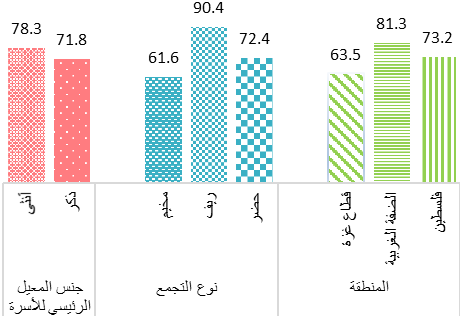 78.3
71.8
61.6
90.4
72.4
63.5
81.3
73.2
أنثى
ذكر
مخيم
ريف
حضر
قطاع غزة
الضفة الغربية
فلسطين
جنس المعيل
الرئيسي للأسرة
نوع التجمع
المنطقة